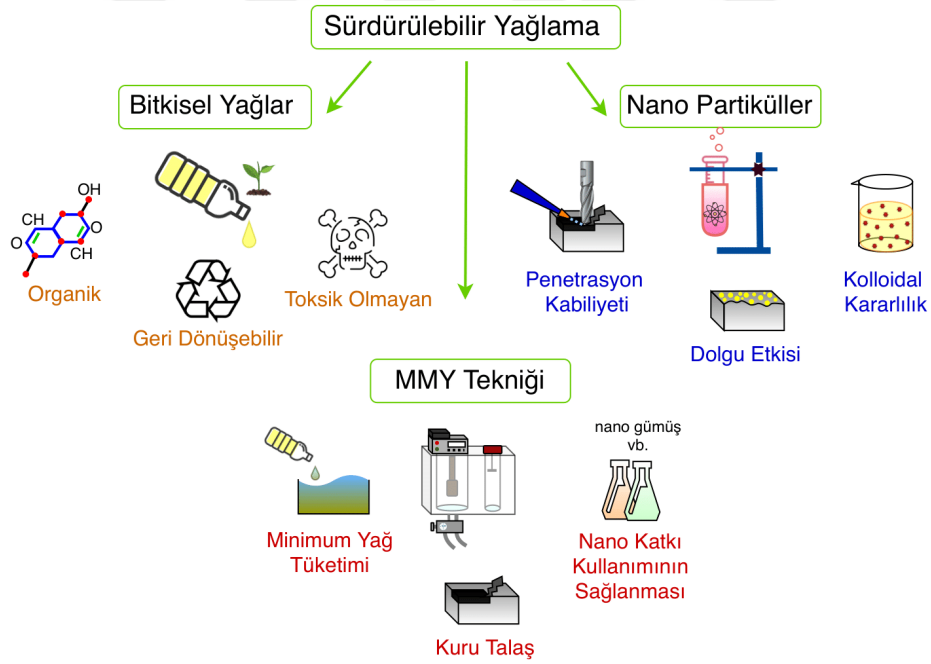 Sürdürülebilir Yağlama
Bitkisel Yağlar
Nano Partiküller
OH
CH
O
O
CH
Organik
Toksik Olmayan
Geri Dönüşebilir
Penetrasyon
Kabiliyeti
Kolloidal
Kararlılık
Dolgu Etkisi
MMY Tekniği
nano gümüş
vb.
Minimum Yağ
Tüketimi
Nano Katkı
Kullanımının
Sağlanması
Kuru Talaş